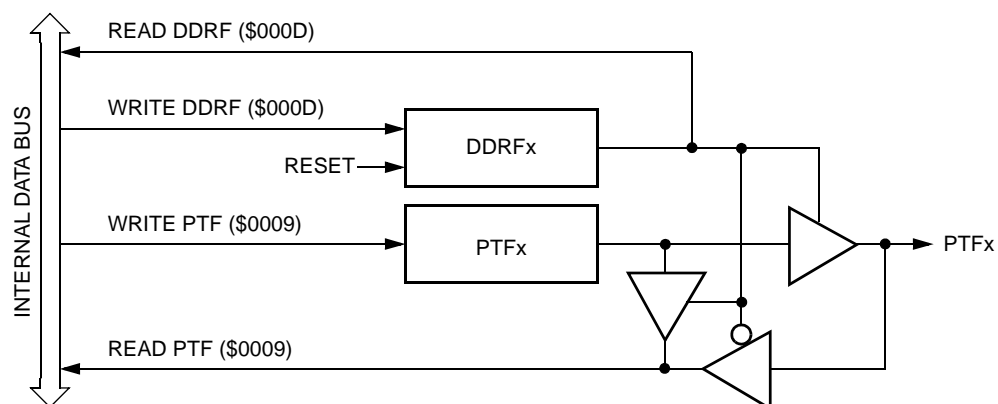 READ DDRF ($000D)
WRITE DDRF ($000D)
DDRFx
RESET
WRITE PTF ($0009)
PTFx
PTFx
READ PTF ($0009)
INTERNAL DATA BUS